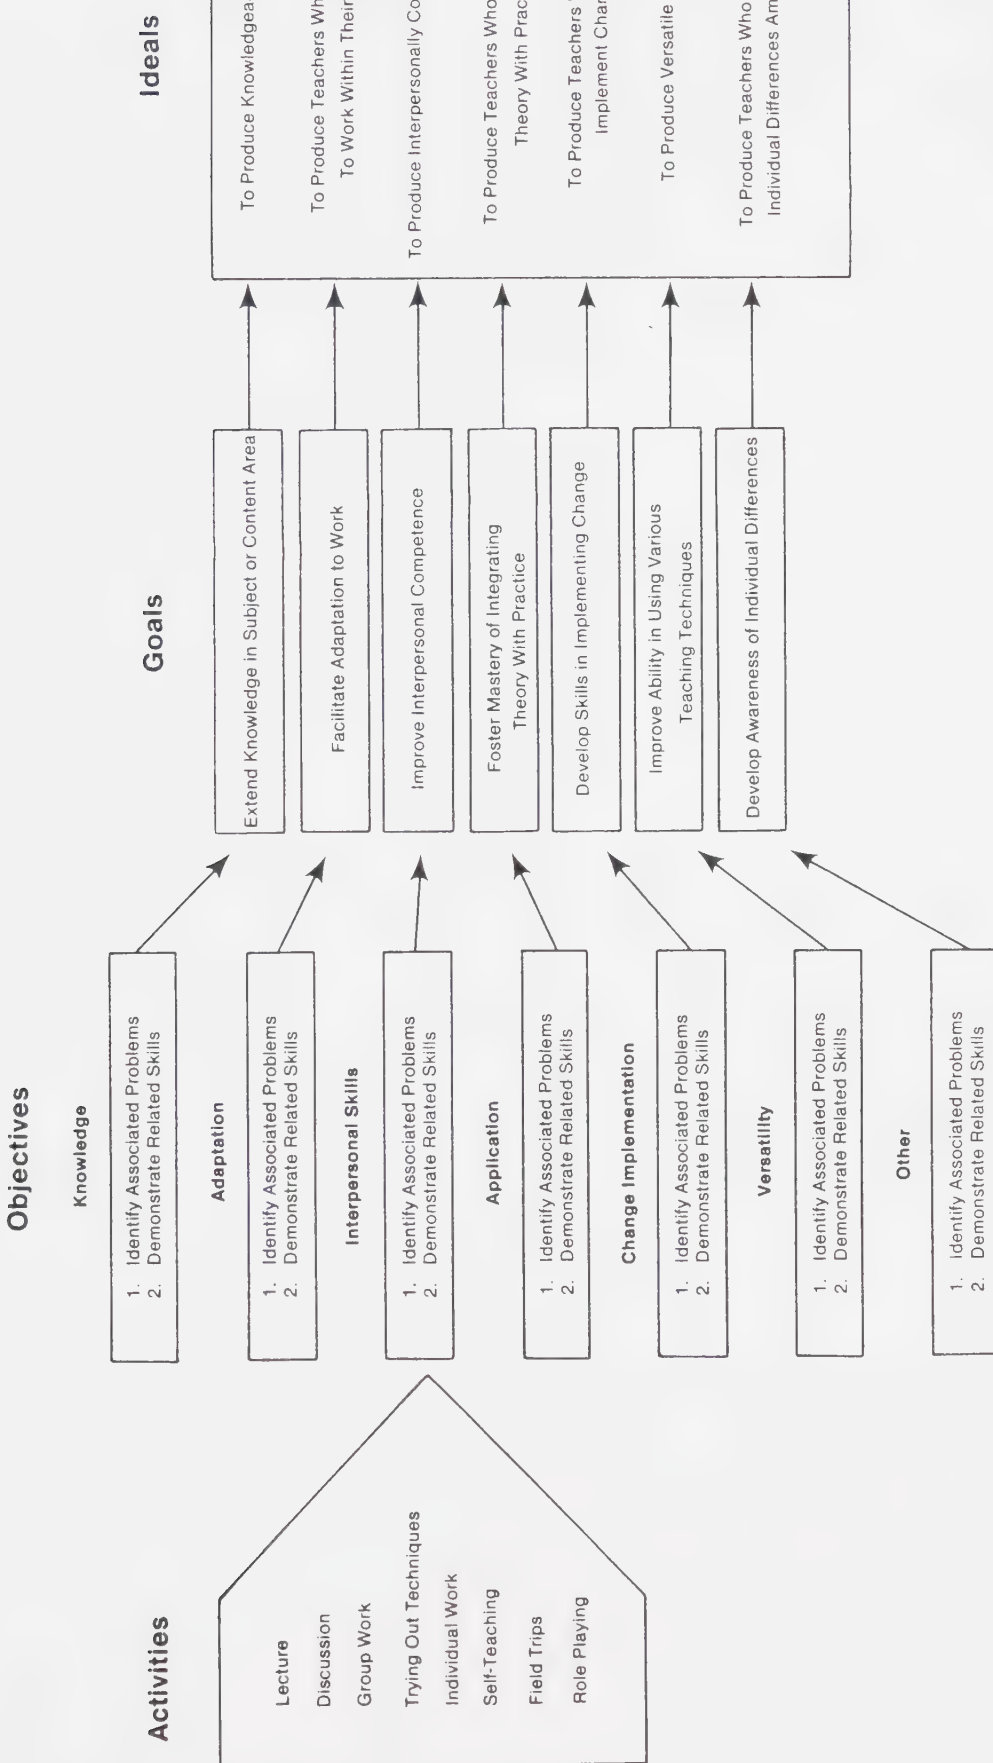 Activities
Lecture
Discussion
Group Work
Trying Out Techniques
Individual Work
Self-Teaching
Field Trips
Role Playing
Objectives
Knowledge
1. Identify Associated Problems
2. Demonstrate Related Skills
Adaptation
1. Identify Associated Problems
2. Demonstrate Related Skills
Interpersonal Skills
1. Identify Associated Problems
2. Demonstrate Related Skills
Application
1. Identify Associated Problems
2. Demonstrate Related Skills
Change Implementation
1. Identify Associated Problems
2. Demonstrate Related Skills
Versatility
1. Identify Associated Problems
2. Demonstrate Related Skills
Other
1. Identify Associated Problems
2. Demonstrate Related Skills
Goals
Extend Knowledge in Subject or Content Area
Facilitate Adaptation to Work
Improve Interpersonal Competence
Foster Mastery of Integrating
Theory With Practice
Develop Skills in Implementing Change
Improve Ability in Using Various
Teaching Techniques
Develop Awareness of Individual Differences
Ideals
To Produce
To Produce Teachers
To Work Within Their
To Produce Interpersonally
To Produce Teachers Who
Theory With
To Produce Teachers
Implement
To Produce Versatile
To Produce Teachers Who
Individual Differences